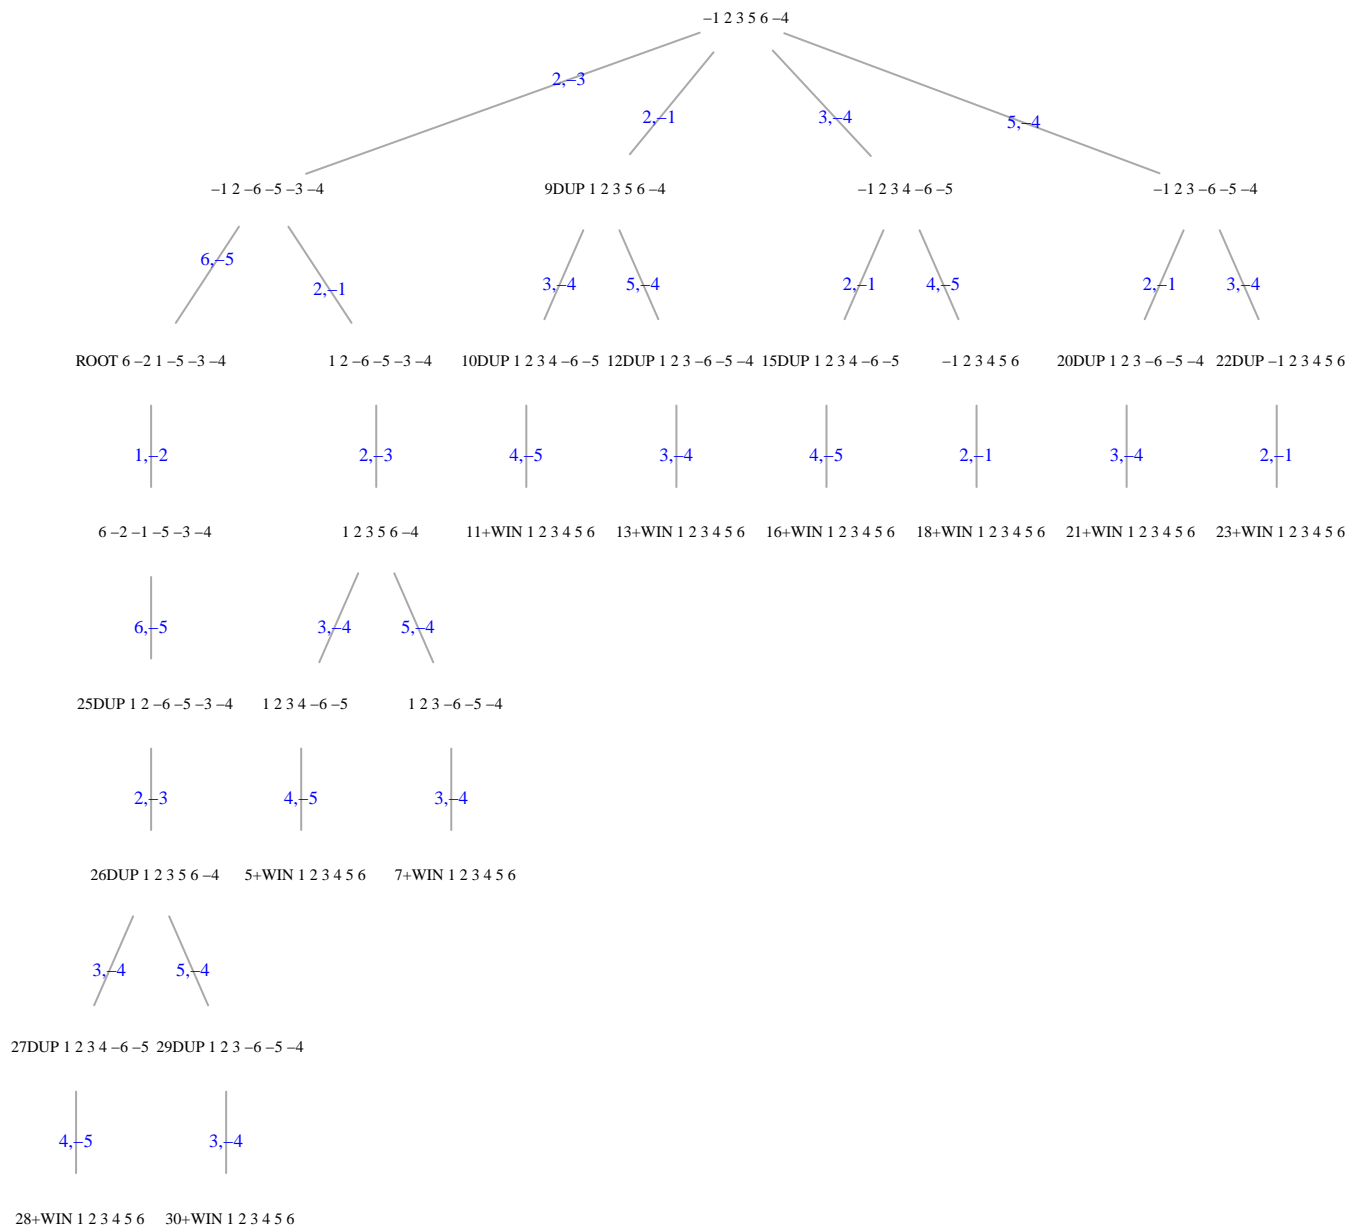 –1 2 3 5 6 –4
2,–3
2,–1
3,–4
5,–4
–1 2 –6 –5 –3 –4
9DUP 1 2 3 5 6 –4
–1 2 3 4 –6 –5
–1 2 3 –6 –5 –4
6,–5
2,–1
3,–4
5,–4
2,–1
4,–5
2,–1
3,–4
ROOT 6 –2 1 –5 –3 –4
1 2 –6 –5 –3 –4
10DUP 1 2 3 4 –6 –5
12DUP 1 2 3 –6 –5 –4
15DUP 1 2 3 4 –6 –5
–1 2 3 4 5 6
20DUP 1 2 3 –6 –5 –4
22DUP –1 2 3 4 5 6
1,–2
2,–3
4,–5
3,–4
4,–5
2,–1
3,–4
2,–1
6 –2 –1 –5 –3 –4
1 2 3 5 6 –4
11+WIN 1 2 3 4 5 6
13+WIN 1 2 3 4 5 6
16+WIN 1 2 3 4 5 6
18+WIN 1 2 3 4 5 6
21+WIN 1 2 3 4 5 6
23+WIN 1 2 3 4 5 6
6,–5
3,–4
5,–4
25DUP 1 2 –6 –5 –3 –4
1 2 3 4 –6 –5
1 2 3 –6 –5 –4
2,–3
4,–5
3,–4
26DUP 1 2 3 5 6 –4
5+WIN 1 2 3 4 5 6
7+WIN 1 2 3 4 5 6
3,–4
5,–4
27DUP 1 2 3 4 –6 –5
29DUP 1 2 3 –6 –5 –4
4,–5
3,–4
28+WIN 1 2 3 4 5 6
30+WIN 1 2 3 4 5 6